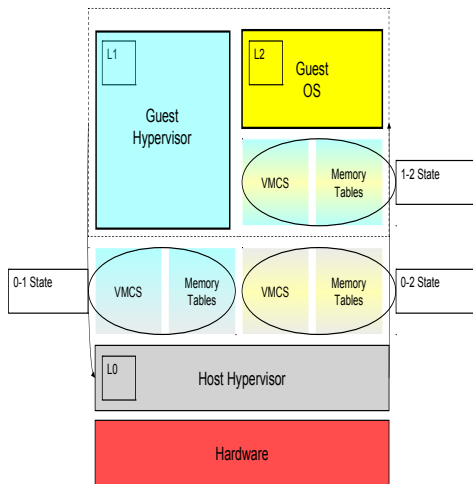 L1
Guest
Hypervisor
L2
Guest
OS
VMCS
Memory
Tables
1-2 State
0-1 State
VMCS
Memory
Tables
VMCS
Memory
Tables
0-2 State
L0
Host Hypervisor
Hardware